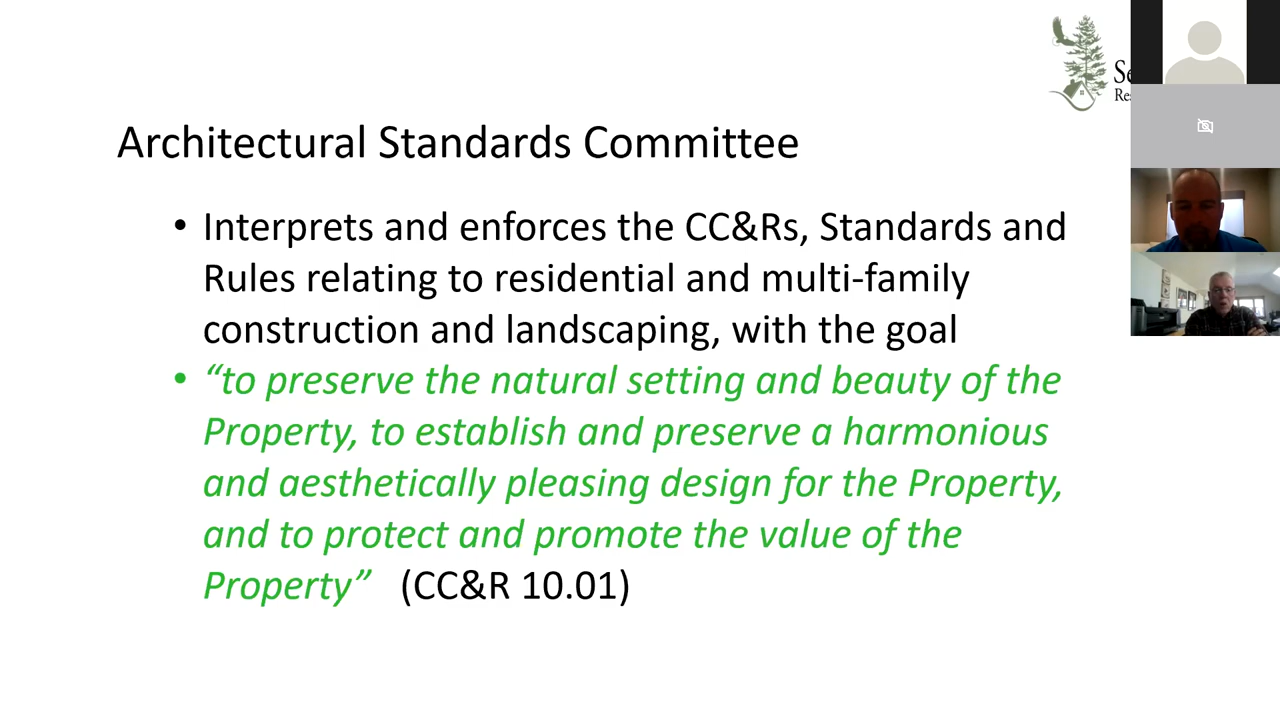 Architectural Standards Committee
• Interprets and enforces the CC&Rs, Standards and
Rules relating to residential and multi-family
construction and landscaping, with the goal
• “to preserve the natural setting and beauty of the
Property, to establish and preserve a harmonious
and aesthetically pleasing design for the Property,
and to protect and promote the value of the
Property” (CC&R 10.01)